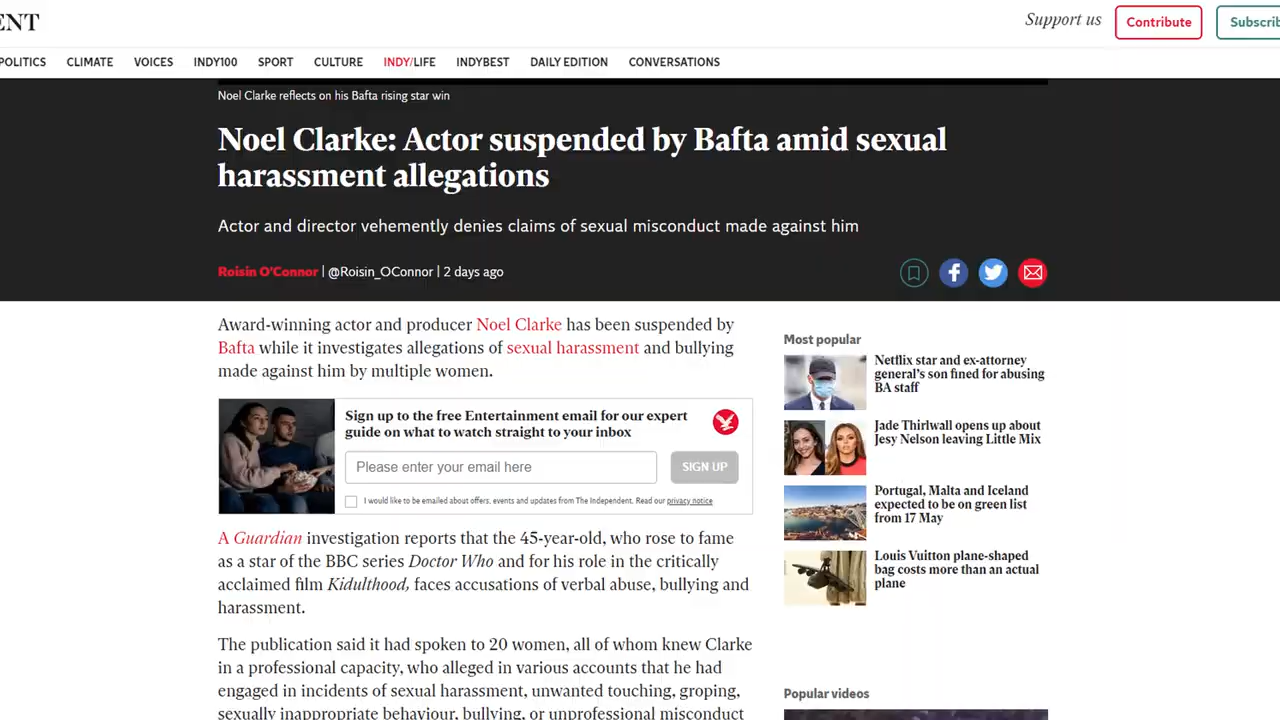 ENT
Support us
Contribute
Subscrib
POLITICS CLIMATE VOICES INDY100 SPORT CULTURE INDY/LIFE INDYBEST DAILY EDITION CONVERSATIONS
Noel Clarke reflects on his Bafta rising star win
Noel Clarke: Actor suspended by Bafta amid sexual
harassment allegations
Actor and director vehemently denies claims of sexual misconduct made against him
Roisin O'Connor | @Roisin_OConnor | 2 days ago
Award-winning actor and producer Noel Clarke has been suspended by
Bafta while it investigates allegations of sexual harassment and bullying
made against him by multiple women.
Sign up to the free Entertainment email for our expert
guide on what to watch straight to your inbox
Please enter your email here
SIGN UP
I would like to be emailed about offers, events and updates from The Independent. Read our privacy notice
A Guardian investigation reports that the 45-year-old, who rose to fame
as a star of the BBC series Doctor Who and for his role in the critically
acclaimed film Kidulthood, faces accusations of verbal abuse, bullying and
harassment.
The publication said it had spoken to 20 women, all of whom knew Clarke
in a professional capacity, who alleged in various accounts that he had
engaged in incidents of sexual harassment, unwanted touching, groping,
sexually inappropriate behaviour, bullying, or unprofessional misconduct
Most popular
Netflix star and ex-attorney
general's son fined for abusing
BA staff
Jade Thirlwall opens up about
Jesy Nelson leaving Little Mix
Portugal, Malta and Iceland
expected to be on green list
from 17 May
Louis Vuitton plane-shaped
bag costs more than an actual
plane
Popular videos